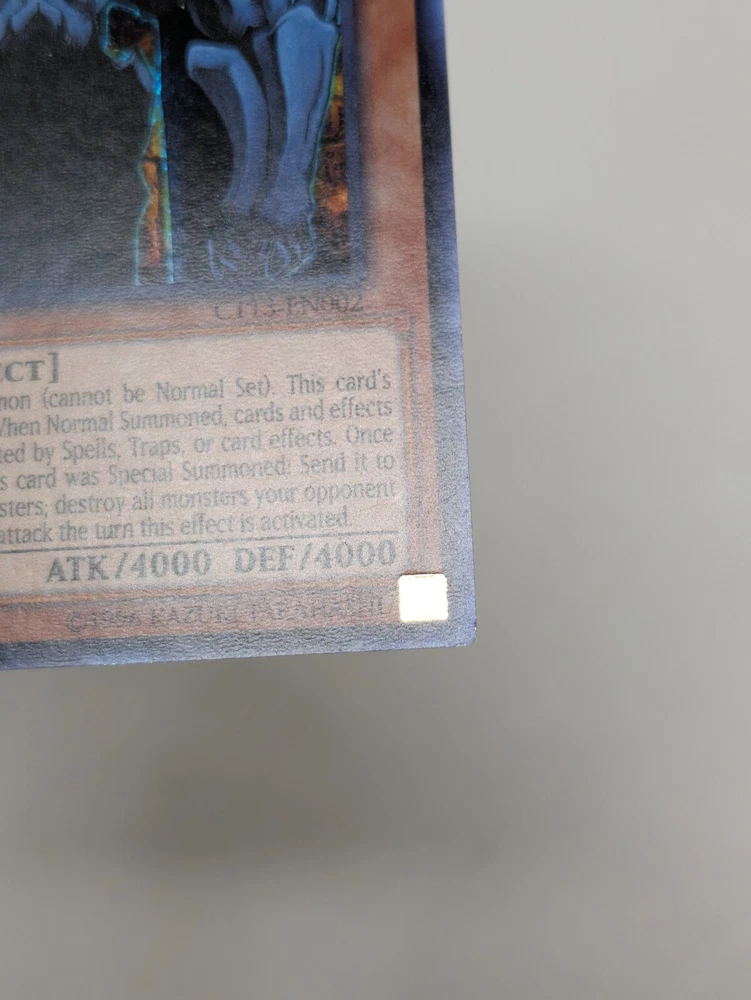 CT13-EN002
ECT]
non (cannot be Normal Set). This card's
When Normal Summoned, cards and effects
ted by Spells, Traps, or card effects. Once
s card was Special Summoned: Send it to
sters; destroy all monsters your opponent
attack the turn this effect is activated.
ATK/4000 DEF/4000
©1996 KAZUKI TAKAHASHI